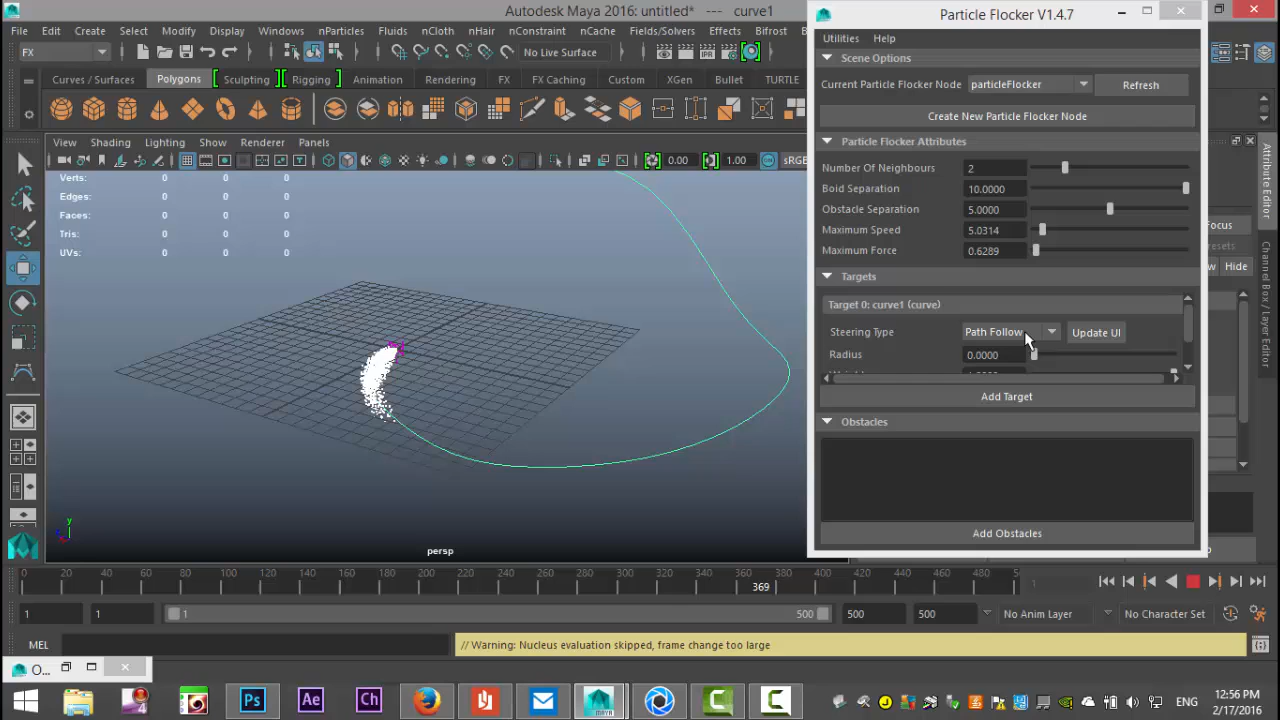 Autodesk Maya 2016: untitled* --- curve1
Particle Flocker V1.4.7
File Edit Create Select Modify Display Windows nParticles Fluids nCloth nHair nConstraint nCache Fields/Solvers Effects Bifrost
Utilities Help
FX
No Live Surface
Scene Options
Current Particle Flocker Node particleFlocker Refresh
Create New Particle Flocker Node
Curves / Surfaces Polygons Sculpting Rigging Animation Rendering FX FX Caching Custom XGen Bullet TURTLE
Particle Flocker Attributes
Number Of Neighbours 2
Boid Separation 10.0000
Obstacle Separation 5.0000
Maximum Speed 5.0314
Maximum Force 0.6289
Targets
Target 0: curve1 (curve)
Steering Type Path Follow Update UI
Radius 0.0000
Add Target
Obstacles
Add Obstacles
View Shading Lighting Show Renderer Panels
0.00 1.00 sRGB
Verts: 0 0 0
Edges: 0 0 0
Faces: 0 0 0
Tris: 0 0 0
UVs: 0 0 0
y
persp
Attribute Editor
Channel Box / Layer Editor
Focus
Hide
0 20 40 60 80 100 120 140 160 180 200 220 240 260 280 300 320 340 369 400 420 440 460 480 5
1
1 1 1 500 500 500 No Anim Layer No Character Set
MEL // Warning: Nucleus evaluation skipped, frame change too large
O...
Ps Ae Ch
MAYA
ENG
12:56 PM
2/17/2016